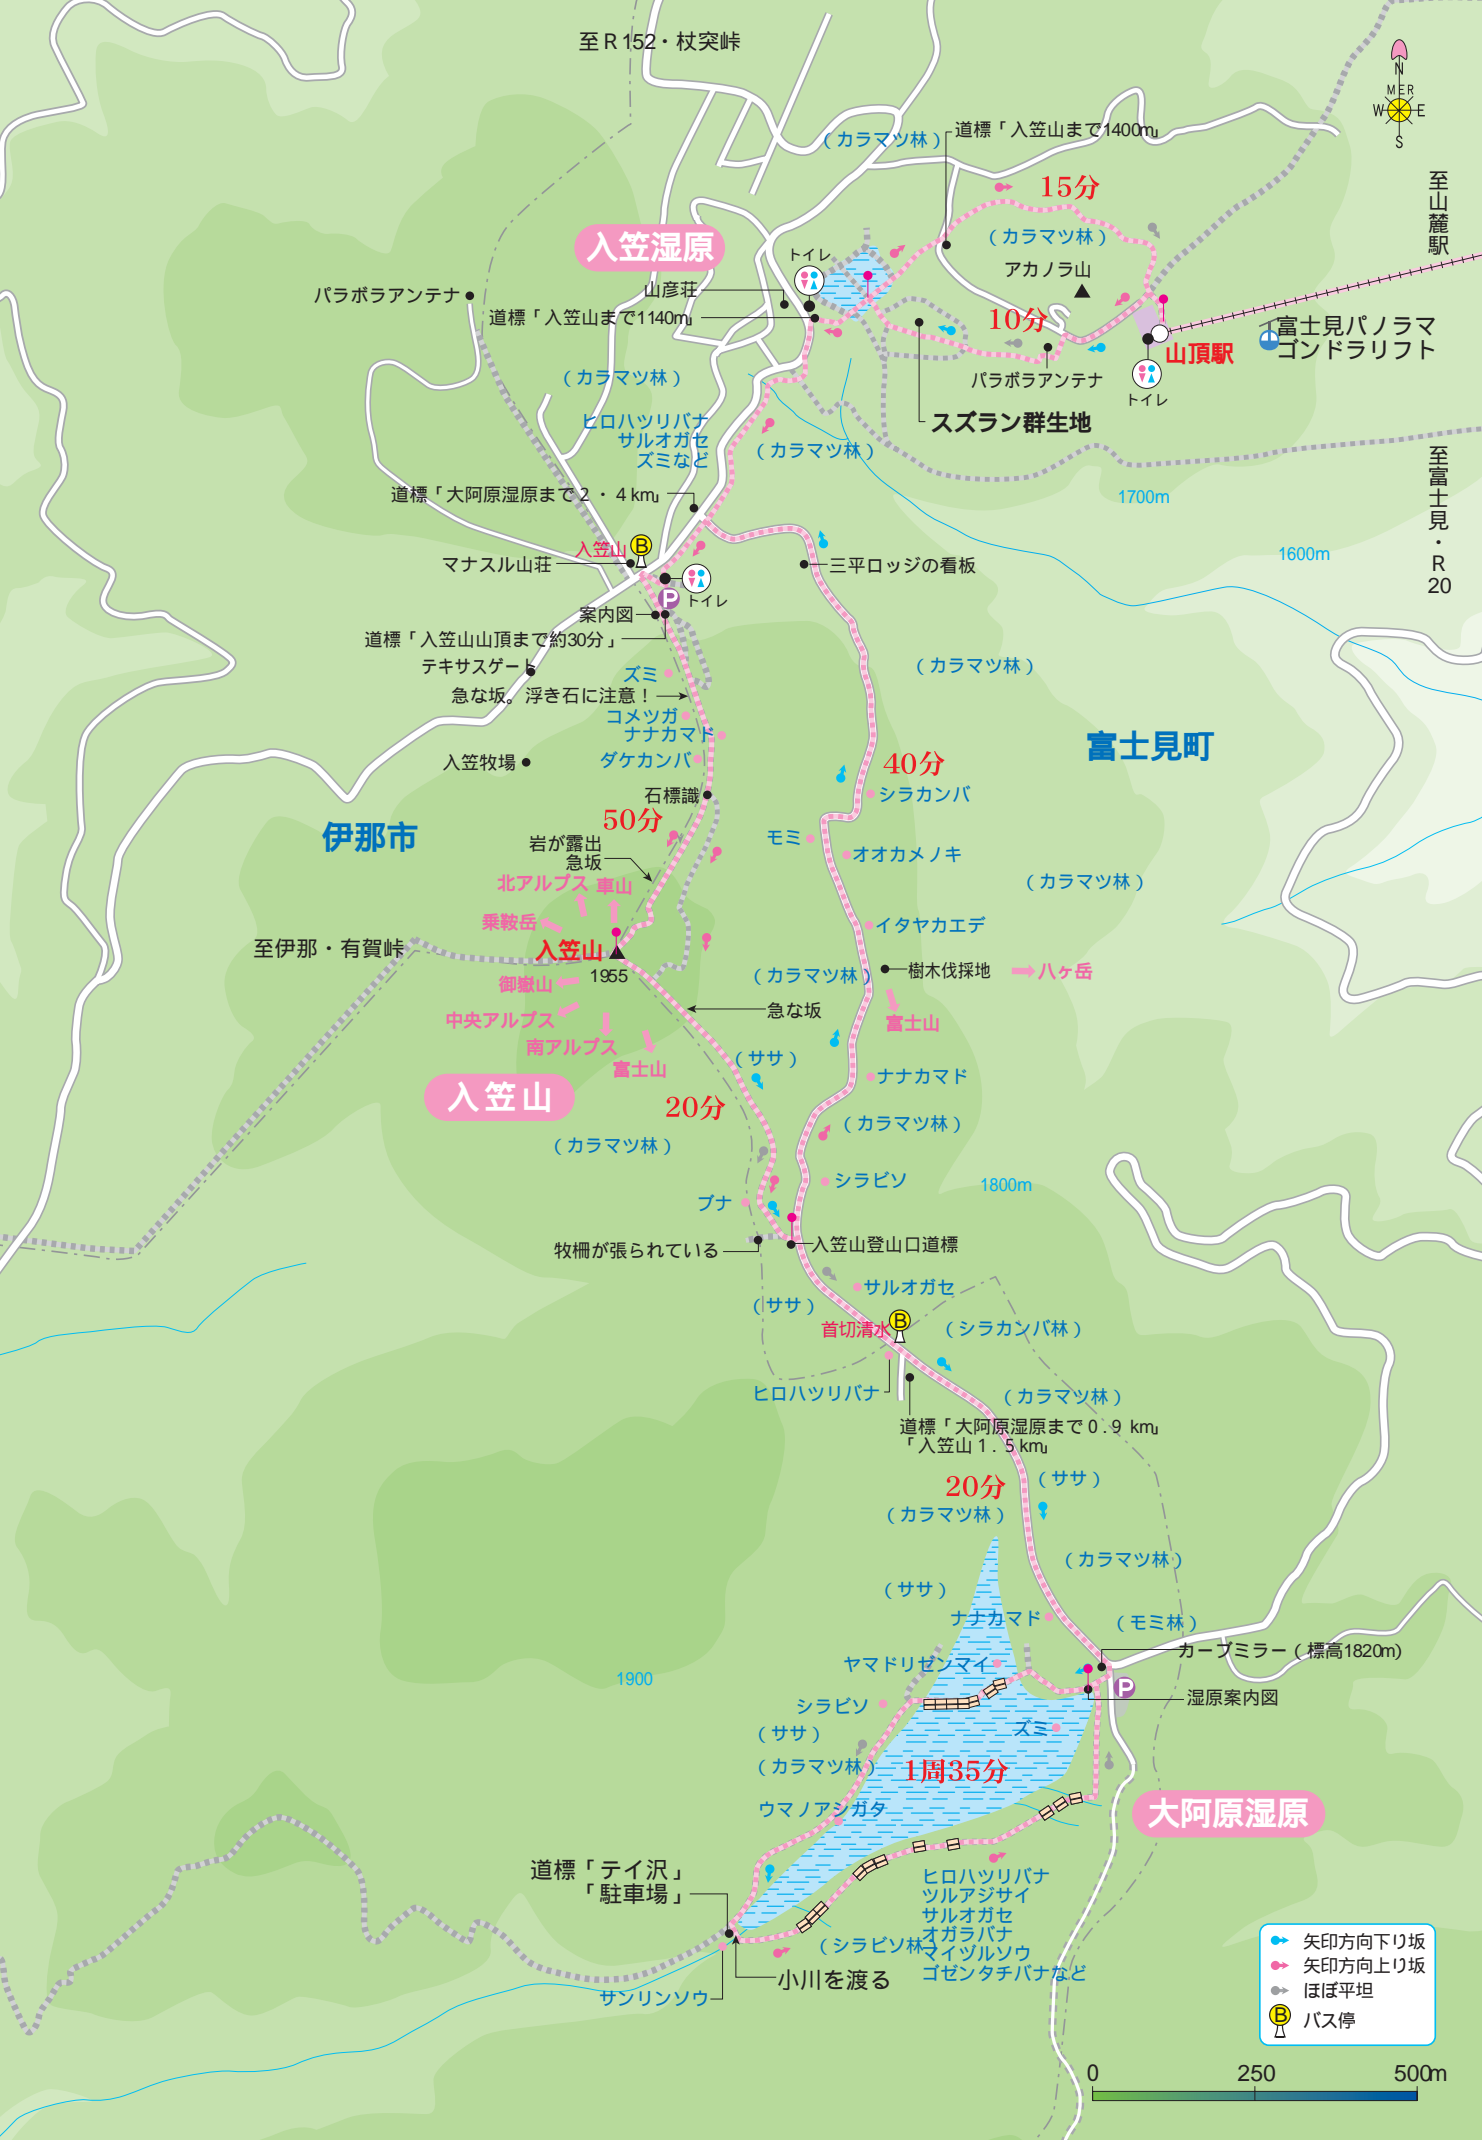 至R152・杖突峠
N
MER
W
E
S
(カラマツ林)
道標「入笠山まで1400m」
至山麓駅
15分
入笠湿原
(カラマツ林)
トイレ
アカノラ山
山彦荘
パラボラアンテナ
道標「入笠山まで1140m」
10分
富士見パノラマ
ゴンドラリフト
山頂駅
パラボラアンテナ
トイレ
(カラマツ林)
スズラン群生地
ヒロハツリバナ
サルオガセ
ズミなど
(カラマツ林)
至富士見・R20
道標「大阿原湿原まで2・4km」
1700m
入笠山
B
1600m
マナスル山荘
三平ロッジの看板
P
トイレ
案内図
道標「入笠山山頂まで約30分」
テキサスゲート
ズミ
(カラマツ林)
急な坂。浮き石に注意!
コメツガ
ナナカマド
富士見町
ダケカンバ
入笠牧場
40分
石標識
シラカンバ
50分
伊那市
モミ
岩が露出
急坂
オオカメノキ
北アルプス
車山
(カラマツ林)
乗鞍岳
イタヤカエデ
至伊那・有賀峠
入笠山
1955
(カラマツ林)
樹木伐採地
八ヶ岳
御嶽山
中央アルプス
急な坂
富士山
南アルプス
富士山
(ササ)
ナナカマド
入笠山
20分
(カラマツ林)
(カラマツ林)
シラビソ
1800m
ブナ
牧柵が張られている
入笠山登山口道標
サルオガセ
(ササ)
首切清水
B
(シラカンバ林)
ヒロハツリバナ
(カラマツ林)
道標「大阿原湿原まで0.9km」
「入笠山1.5km」
20分
(ササ)
(カラマツ林)
(カラマツ林)
(ササ)
ナナカマド
(モミ林)
カーブミラー(標高1820m)
ヤマドリゼンマイ
1900
P
シラビソ
湿原案内図
ズミ
(ササ)
(カラマツ林)
1周35分
ウマノアシガタ
大阿原湿原
道標「テイ沢」
「駐車場」
ヒロハツリバナ
ツルアジサイ
サルオガセ
オガラバナ
マイヅルソウ
ゴゼンタチバナなど
(シラビソ林)
小川を渡る
サンリンソウ
矢印方向下り坂
矢印方向上り坂
ほぼ平坦
B
バス停
0
250
500m